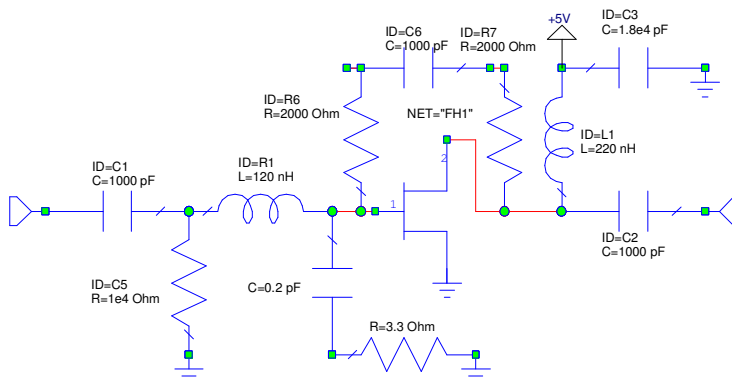 +5V
ID=C3
C=1.8e4 pF
ID=C6
C=1000 pF
ID=R7
R=2000 Ohm
ID=R6
R=2000 Ohm
NET="FH1"
ID=L1
L=220 nH
2
ID=C1
C=1000 pF
ID=R1
L=120 nH
1
ID=C2
C=1000 pF
ID=C5
R=1e4 Ohm
C=0.2 pF
R=3.3 Ohm